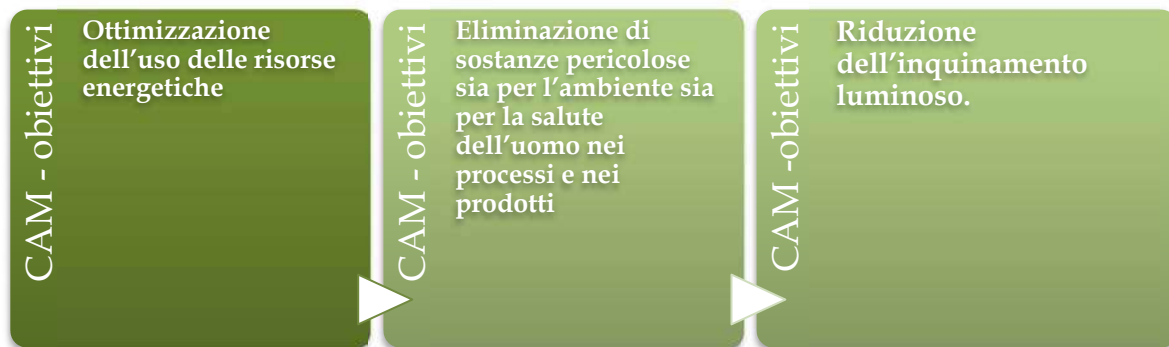 CAM - obiettivi
Ottimizzazione
dell’uso delle risorse
energetiche
CAM - obiettivi
Eliminazione di
sostanze pericolose
sia per l’ambiente sia
per la salute
dell’uomo nei
processi e nei
prodotti
CAM -obiettivi
Riduzione
dell’inquinamento
luminoso.